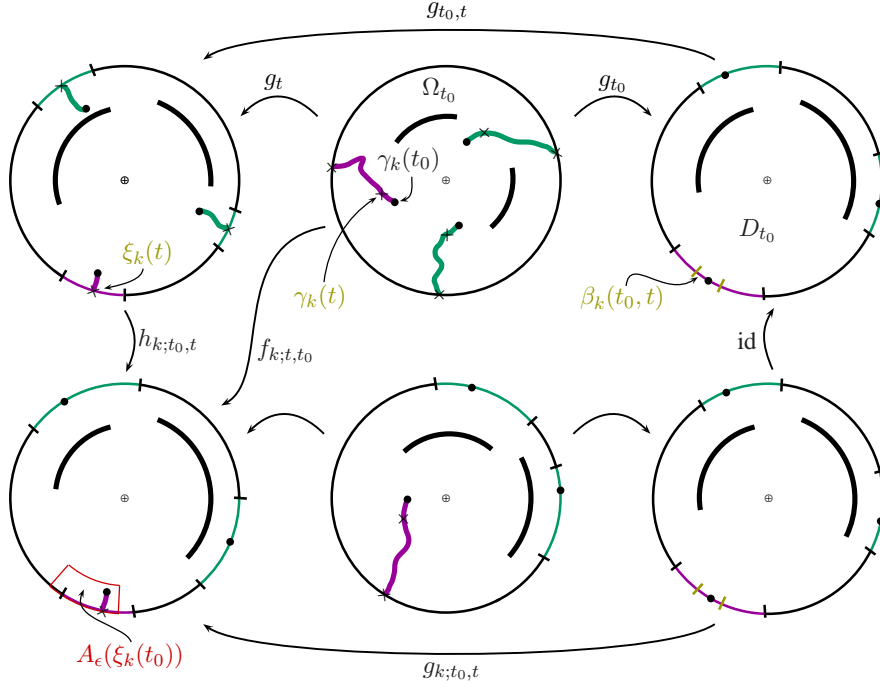 g_{t_0,t}
g_t
Ω_{t_0}
g_{t_0}
γ_k(t_0)
D_{t_0}
ξ_k(t)
γ_k(t)
β_k(t_0, t)
h_{k;t_0,t}
f_{k;t,t_0}
id
A_ϵ(ξ_k(t_0))
g_{k;t_0,t}